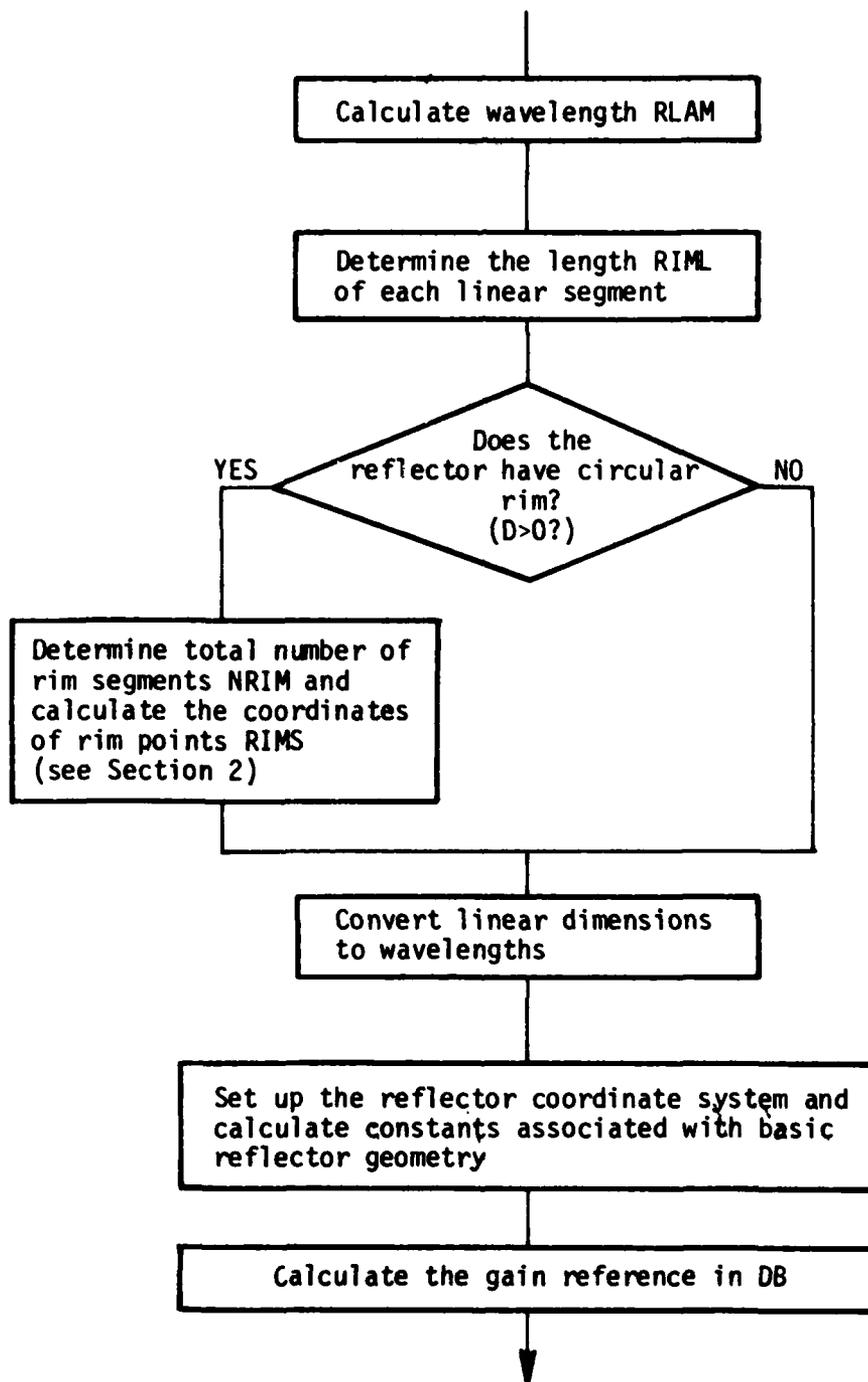 Calculate wavelength RLAM
Determine the length RIML
of each linear segment
Does the
reflector have circular
rim?
(D>0?)
YES
NO
Determine total number of
rim segments NRIM and
calculate the coordinates
of rim points RIMS
(see Section 2)
Convert linear dimensions
to wavelengths
Set up the reflector coordinate system and
calculate constants associated with basic
reflector geometry
Calculate the gain reference in DB